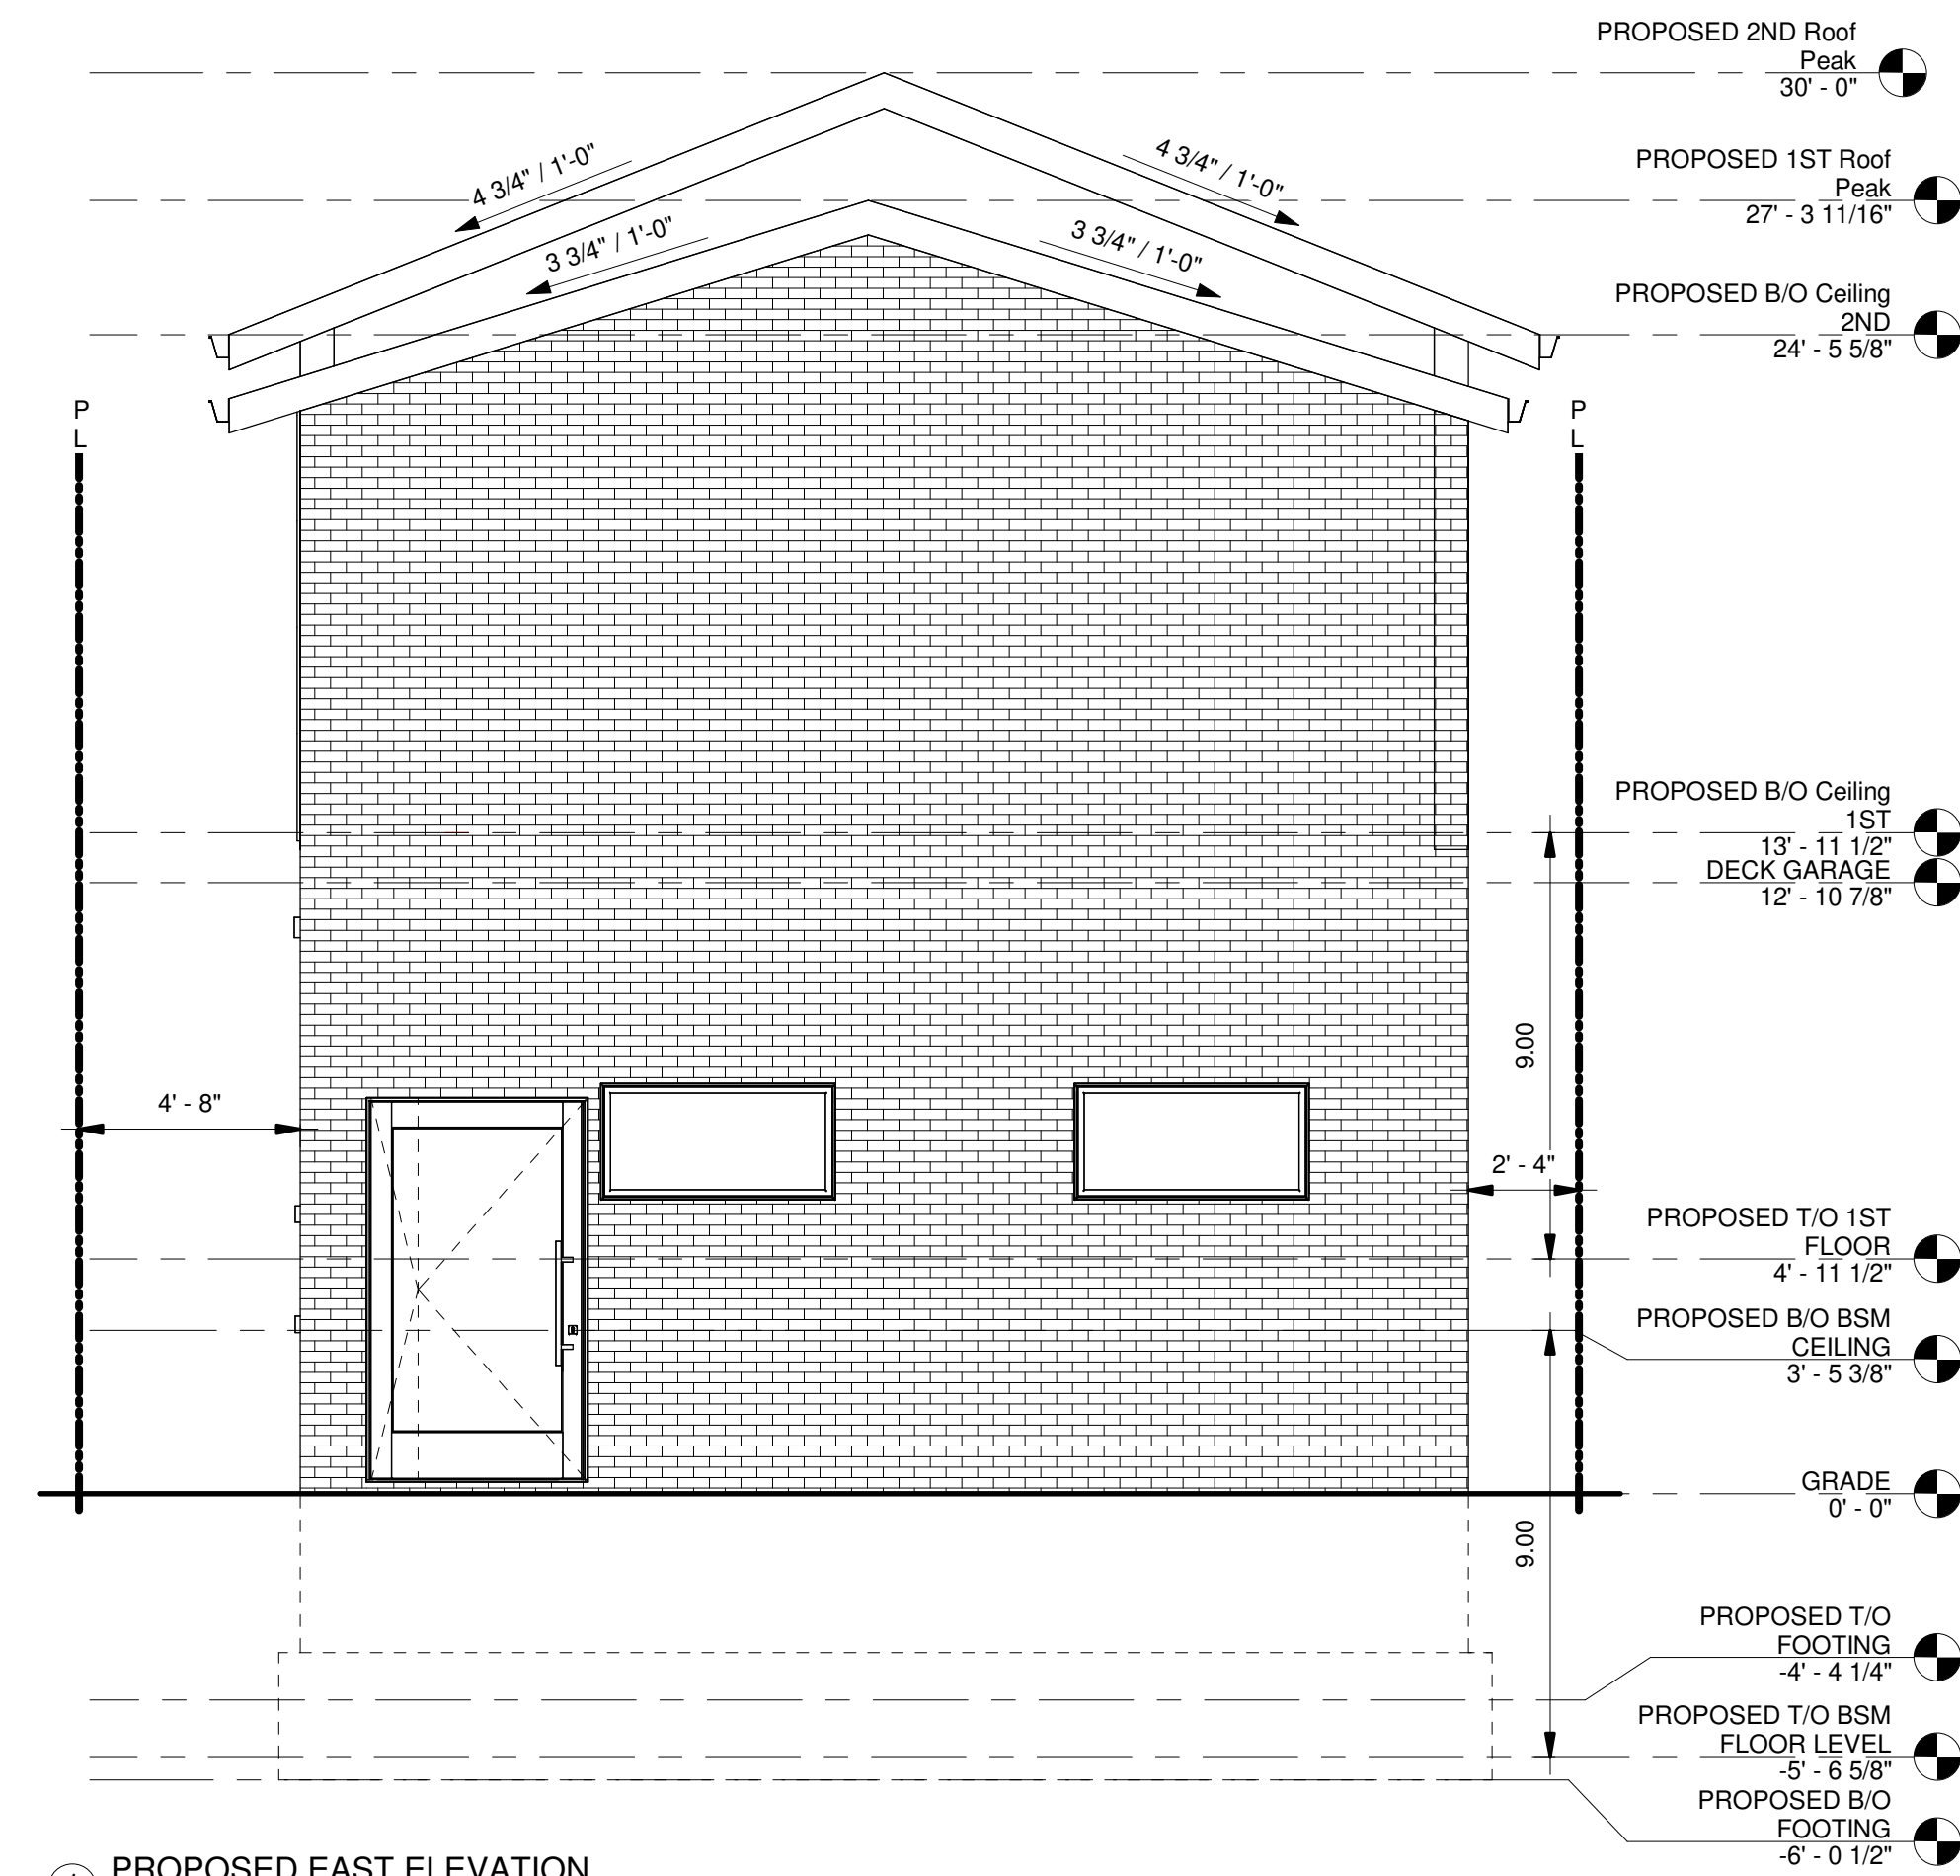 PROPOSED 2ND Roof
Peak
30' - 0"
4 3/4" / 1'-0"
4 3/4" / 1'-0"
PROPOSED 1ST Roof
Peak
27' - 3 11/16"
3 3/4" / 1'-0"
3 3/4" / 1'-0"
PROPOSED B/O Ceiling
2ND
24' - 5 5/8"
P
L
P
L
PROPOSED B/O Ceiling
1ST
13' - 11 1/2"
DECK GARAGE
12' - 10 7/8"
9.00
4' - 8"
2' - 4"
PROPOSED T/O 1ST
FLOOR
4' - 11 1/2"
PROPOSED B/O BSM
CEILING
3' - 5 3/8"
GRADE
0' - 0"
9.00
PROPOSED T/O
FOOTING
-4' - 4 1/4"
PROPOSED T/O BSM
FLOOR LEVEL
-5' - 6 5/8"
PROPOSED B/O
FOOTING
-6' - 0 1/2"
PROPOSED EAST ELEVATION